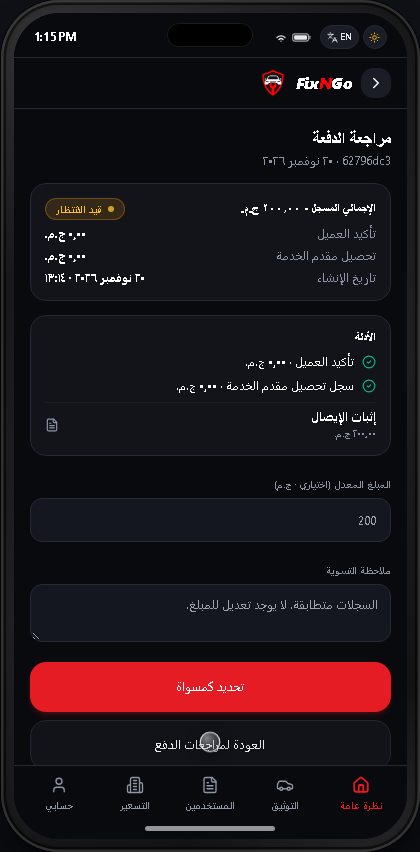 1:15 PM
EN
FixNGo
مراجعة الدفعة
62796dc3 · ٢٠ نوفمبر ٢٠٢٦
الإجمالي المسجل · ٢٠٠٫٠٠ ج.م.
قيد الانتظار
تأكيد العميل
٠٫٠٠ ج.م.
تحصيل مقدم الخدمة
٠٫٠٠ ج.م.
تاريخ الإنشاء
٢٠ نوفمبر ٢٠٢٦ · ١٣:١٤
الأدلة
تأكيد العميل · ٠٫٠٠ ج.م.
سجل تحصيل مقدم الخدمة · ٠٫٠٠ ج.م.
إثبات الإيصال
٢٠٠٫٠٠ ج.م.
المبلغ المعدل (اختياري · ج.م)
200
ملاحظة التسوية
السجلات متطابقة. لا يوجد تعديل للمبلغ.
تحديد كمسواة
العودة لمراجعات الدفع
نظرة عامة
التوثيق
المستخدمين
التسعير
حسابي